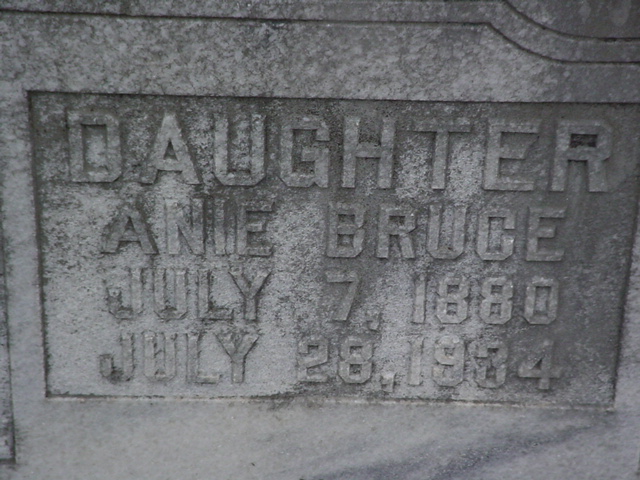 DAUGHTER
ANIE BRUCE
JULY 7, 1880
JULY 28, 1934